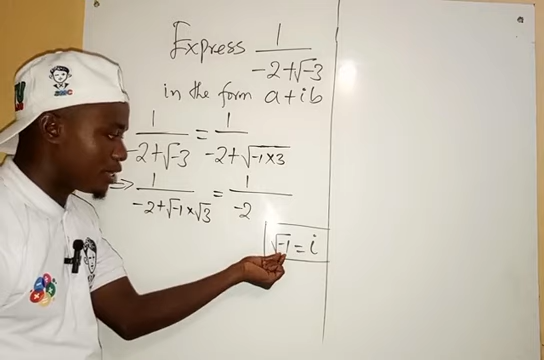 Express 1/(-2+√-3)
in the form a+ib
1/(-2+√-3) = 1/(-2+√(-1×3))
⇒ 1/(-2+√-1×√3) = 1/(-2
√-1 = i